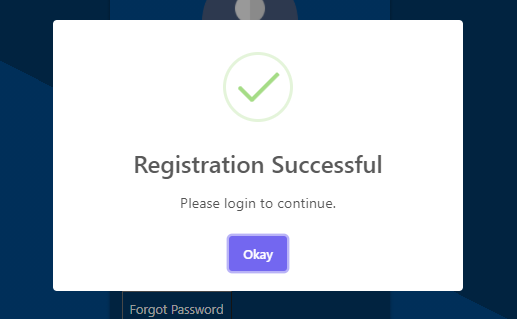 Registration Successful
Please login to continue.
Okay
Forgot Password